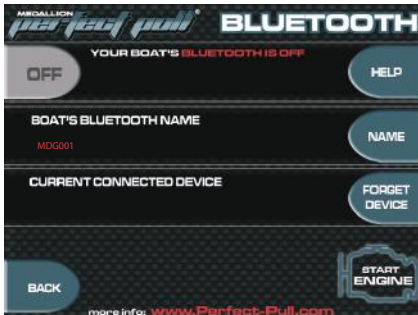 MEDALLION
perfect pull BLUETOOTH
YOUR BOAT'S BLUETOOTH IS OFF
OFF
HELP
BOAT'S BLUETOOTH NAME
MDG001
NAME
CURRENT CONNECTED DEVICE
FORGET
DEVICE
START
ENGINE
BACK
more info: www.Perfect-Pull.com